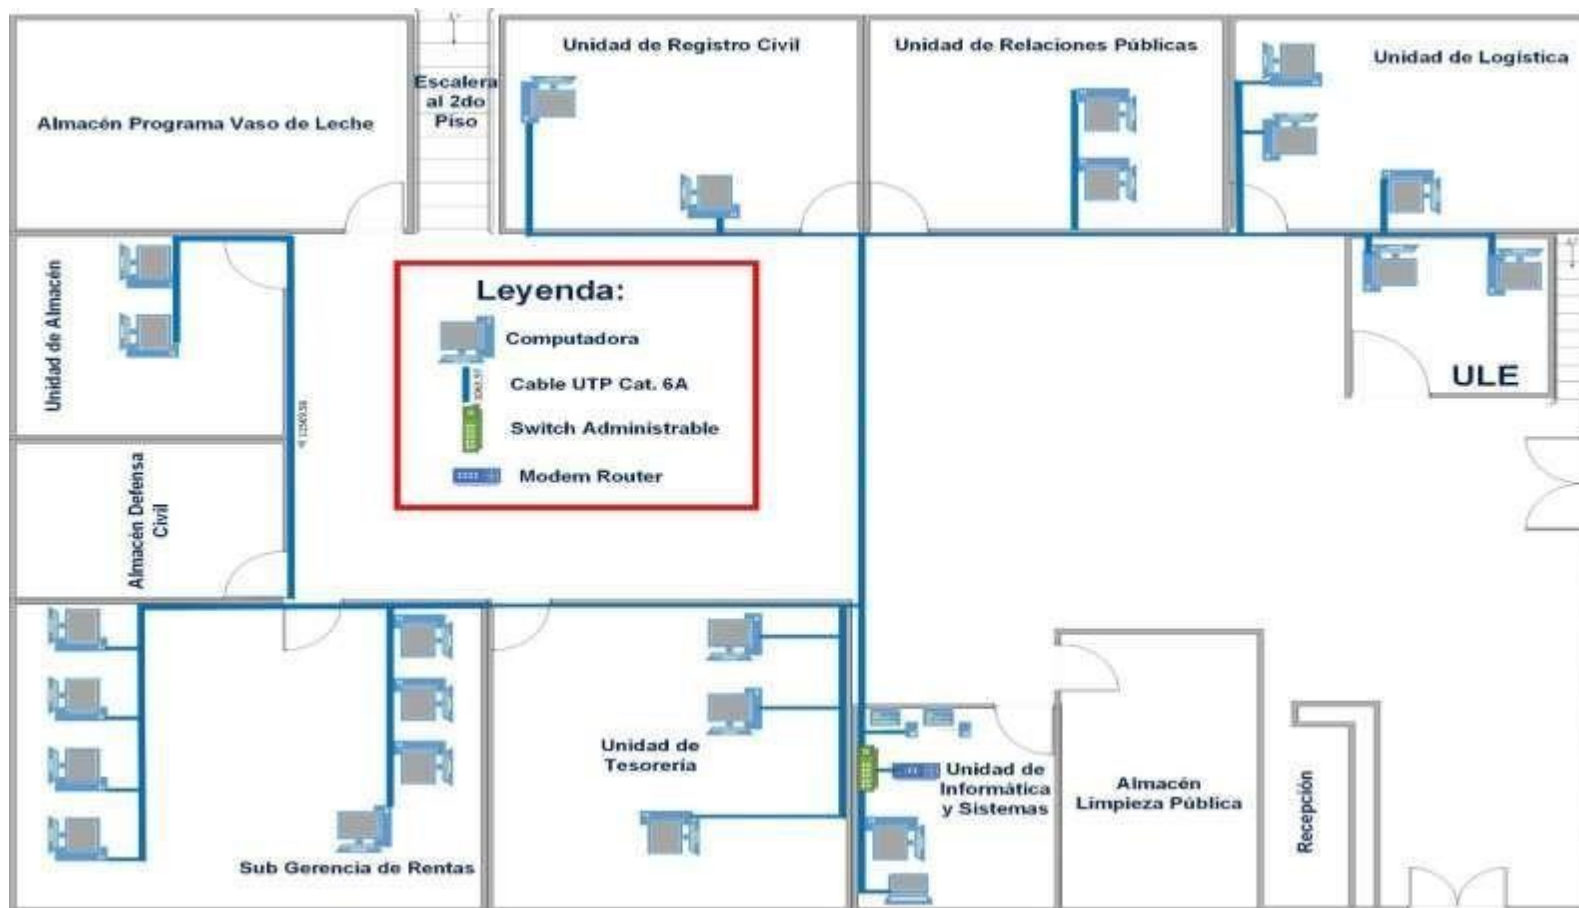 Unidad de Registro Civil
Unidad de Relaciones Públicas
Unidad de Logística
Escalera
al 2do
Piso
Almacén Programa Vaso de Leche
Unidad de Almacén
Leyenda:
Computadora
Cable UTP Cat. 6A
Switch Administrable
Modem Router
ULE
Almacén Defensa
Civil
Unidad de
Tesorería
Unidad de
Informática
y Sistemas
Almacén
Limpieza Pública
Recepción
Sub Gerencia de Rentas